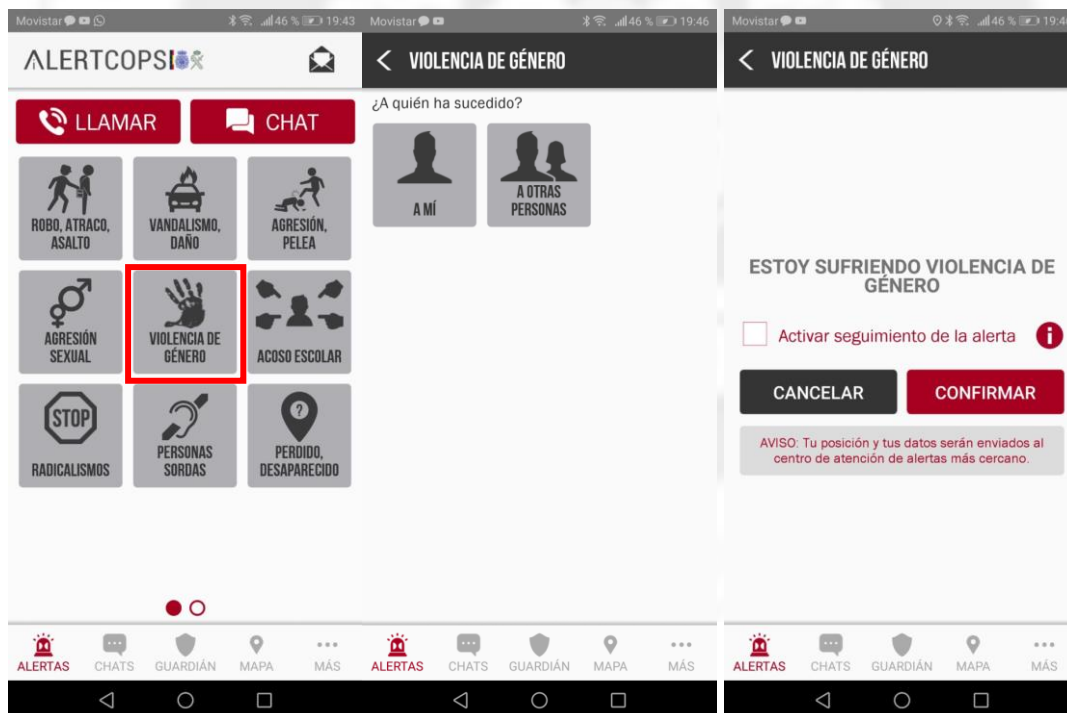 Movistar 46 % 19:43
ALERTCOPS
LLAMAR
CHAT
ROBO, ATRACO,
ASALTO
VANDALISMO,
DAÑO
AGRESIÓN,
PELEA
AGRESIÓN
SEXUAL
VIOLENCIA DE
GÉNERO
ACOSO ESCOLAR
STOP
RADICALISMOS
PERSONAS
SORDAS
?
PERDIDO,
DESAPARECIDO
ALERTAS CHATS GUARDIÁN MAPA MÁS
Movistar 46 % 19:46
VIOLENCIA DE GÉNERO
¿A quién ha sucedido?
A MÍ
A OTRAS
PERSONAS
ALERTAS CHATS GUARDIÁN MAPA MÁS
Movistar 46 %
VIOLENCIA DE GÉNERO
ESTOY SUFRIENDO VIOLENCIA DE
GÉNERO
Activar seguimiento de la alerta i
CANCELAR
CONFIRMAR
AVISO: Tu posición y tus datos serán enviados al
centro de atención de alertas más cercano.
ALERTAS CHATS GUARDIÁN MAPA MÁS